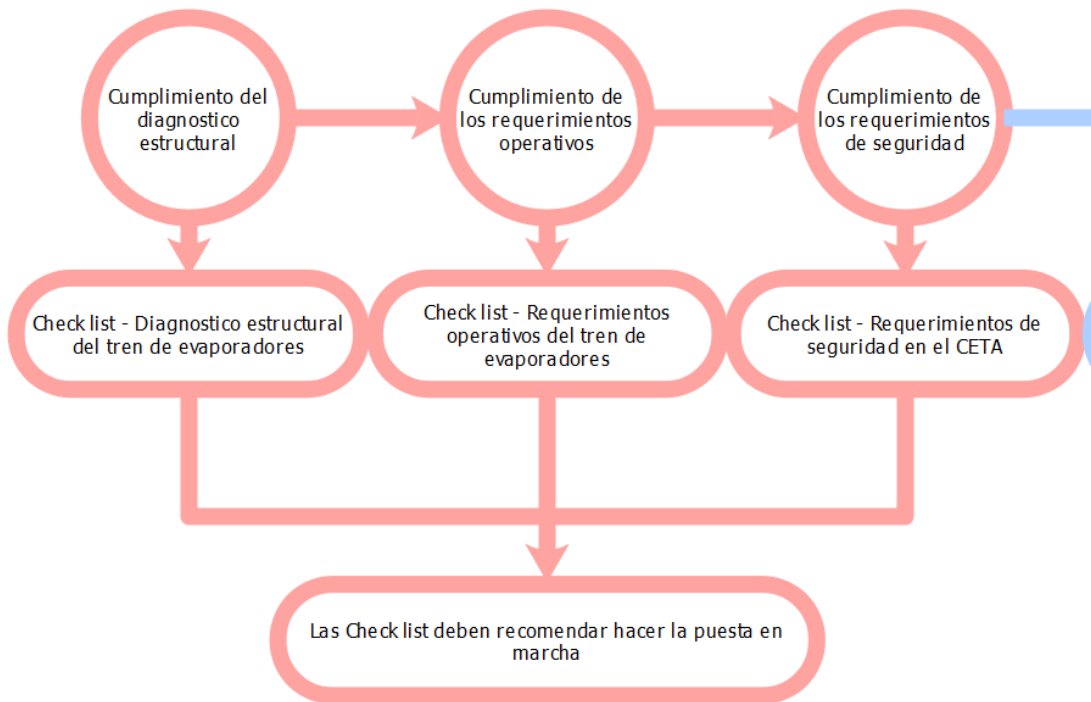 Cumplimiento del
diagnostico
estructural
Cumplimiento de
los requerimientos
operativos
Cumplimiento de
los requerimientos
de seguridad
Check list - Diagnostico estructural
del tren de evaporadores
Check list - Requerimientos
operativos del tren de
evaporadores
Check list - Requerimientos de
seguridad en el CETA
Las Check list deben recomendar hacer la puesta en
marcha